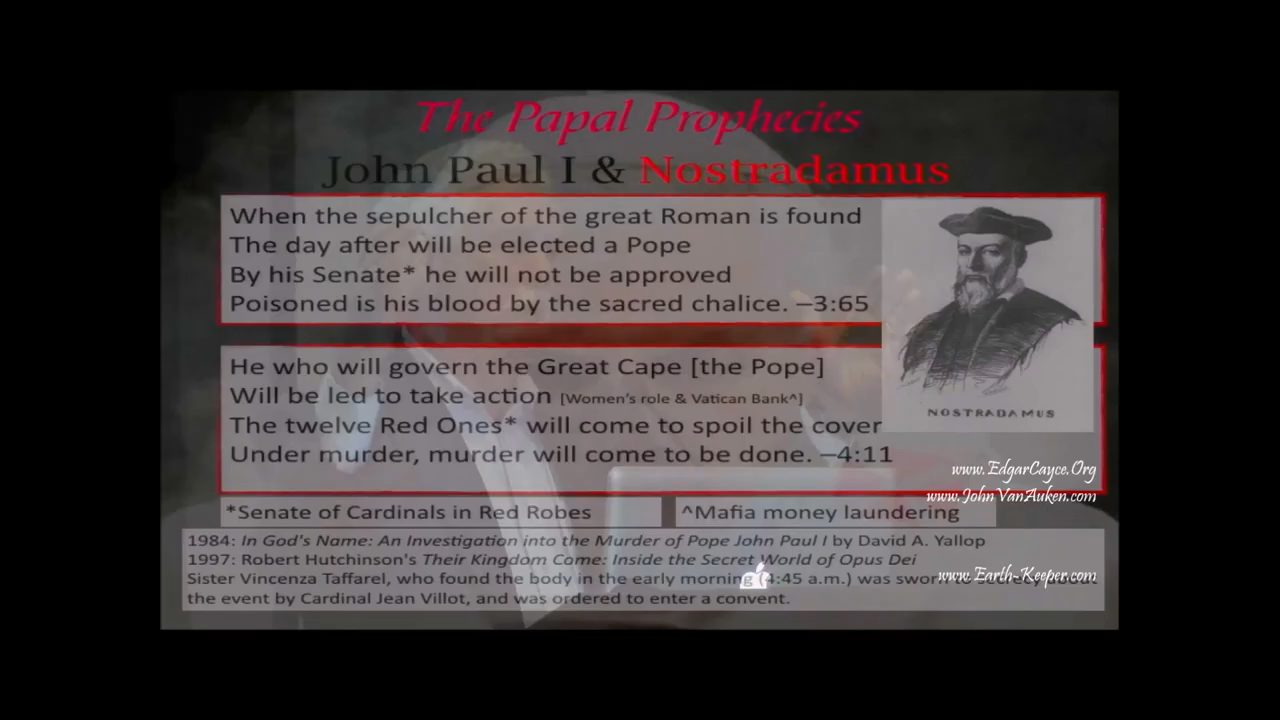 The Papal Prophecies
John Paul I & Nostradamus
When the sepulcher of the great Roman is found
The day after will be elected a Pope
By his Senate* he will not be approved
Poisoned is his blood by the sacred chalice. –3:65
He who will govern the Great Cape [the Pope]
Will be led to take action [Women's role & Vatican Bank^]
The twelve Red Ones* will come to spoil the cover
Under murder, murder will come to be done. –4:11
NOSTRADAMUS
www.EdgarCayce.Org
www.JohnVanAuken.com
*Senate of Cardinals in Red Robes
^Mafia money laundering
1984: In God's Name: An Investigation into the Murder of Pope John Paul I by David A. Yallop
1997: Robert Hutchinson's Their Kingdom Come: Inside the Secret World of Opus Dei
Sister Vincenza Taffarel, who found the body in the early morning (4:45 a.m.) was
www.Earth-Keeper.com
the event by Cardinal Jean Villot, and was ordered to enter a convent.